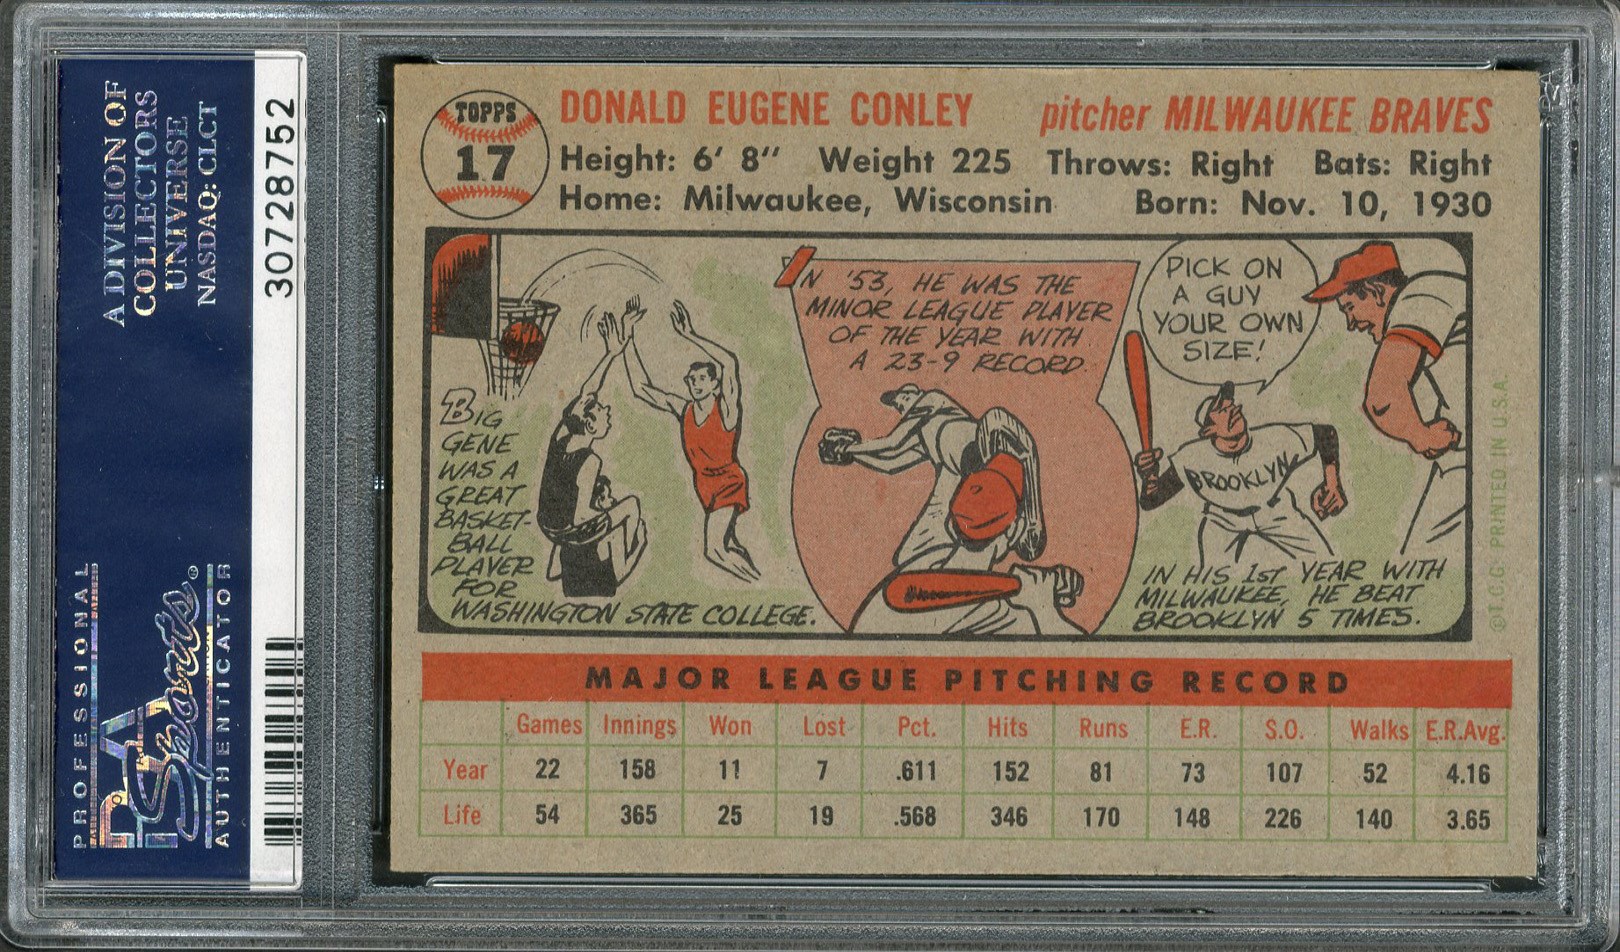 A DIVISION OF
COLLECTORS
UNIVERSE
NASDAQ: CLCT
30728752
PROFESSIONAL
PSA
Sports®
AUTHENTICATOR
TOPPS
17
DONALD EUGENE CONLEY pitcher MILWAUKEE BRAVES
Height: 6' 8" Weight 225 Throws: Right Bats: Right
Home: Milwaukee, Wisconsin Born: Nov. 10, 1930
BIG
GENE
WAS A
GREAT
BASKET-
BALL
PLAYER
FOR
WASHINGTON STATE COLLEGE.
IN '53, HE WAS THE
MINOR LEAGUE PLAYER
OF THE YEAR WITH
A 23-9 RECORD.
PICK ON
A GUY
YOUR OWN
SIZE!
BROOKLYN
IN HIS 1ST YEAR WITH
MILWAUKEE, HE BEAT
BROOKLYN 5 TIMES.
©T.C.G. PRINTED IN U.S.A.
MAJOR LEAGUE PITCHING RECORD
Games Innings Won Lost Pct. Hits Runs E.R. S.O. Walks E.R.Avg.
Year 22 158 11 7 .611 152 81 73 107 52 4.16
Life 54 365 25 19 .568 346 170 148 226 140 3.65